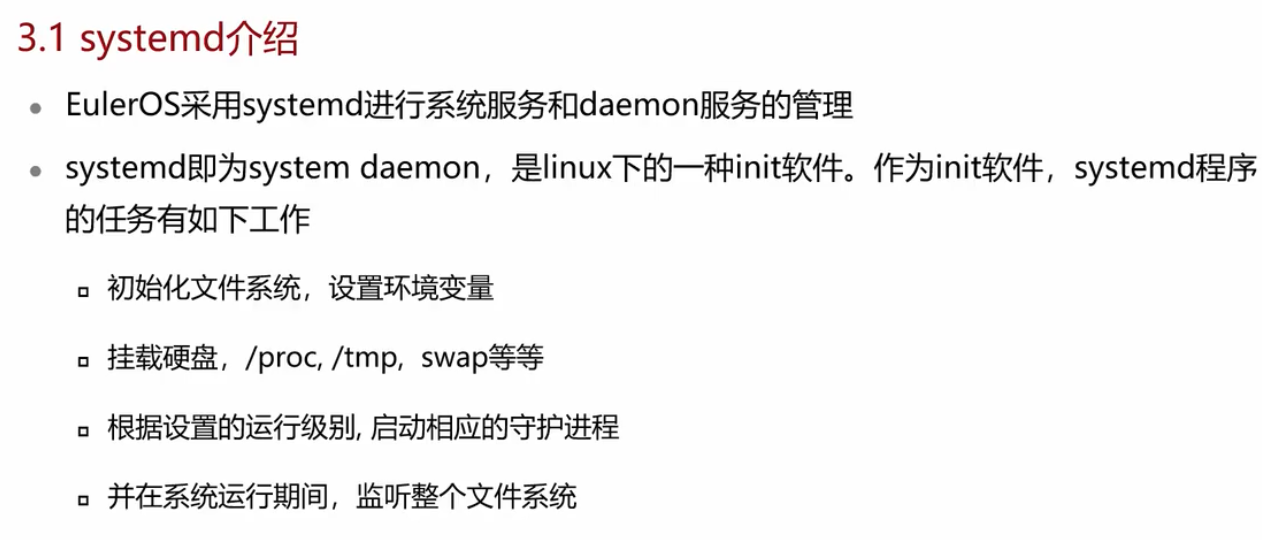 3.1 systemd介绍
EulerOS采用systemd进行系统服务和daemon服务的管理
systemd即为system daemon，是linux下的一种init软件。作为init软件，systemd程序
的任务有如下工作
初始化文件系统，设置环境变量
挂载硬盘，/proc, /tmp，swap等等
根据设置的运行级别, 启动相应的守护进程
并在系统运行期间，监听整个文件系统